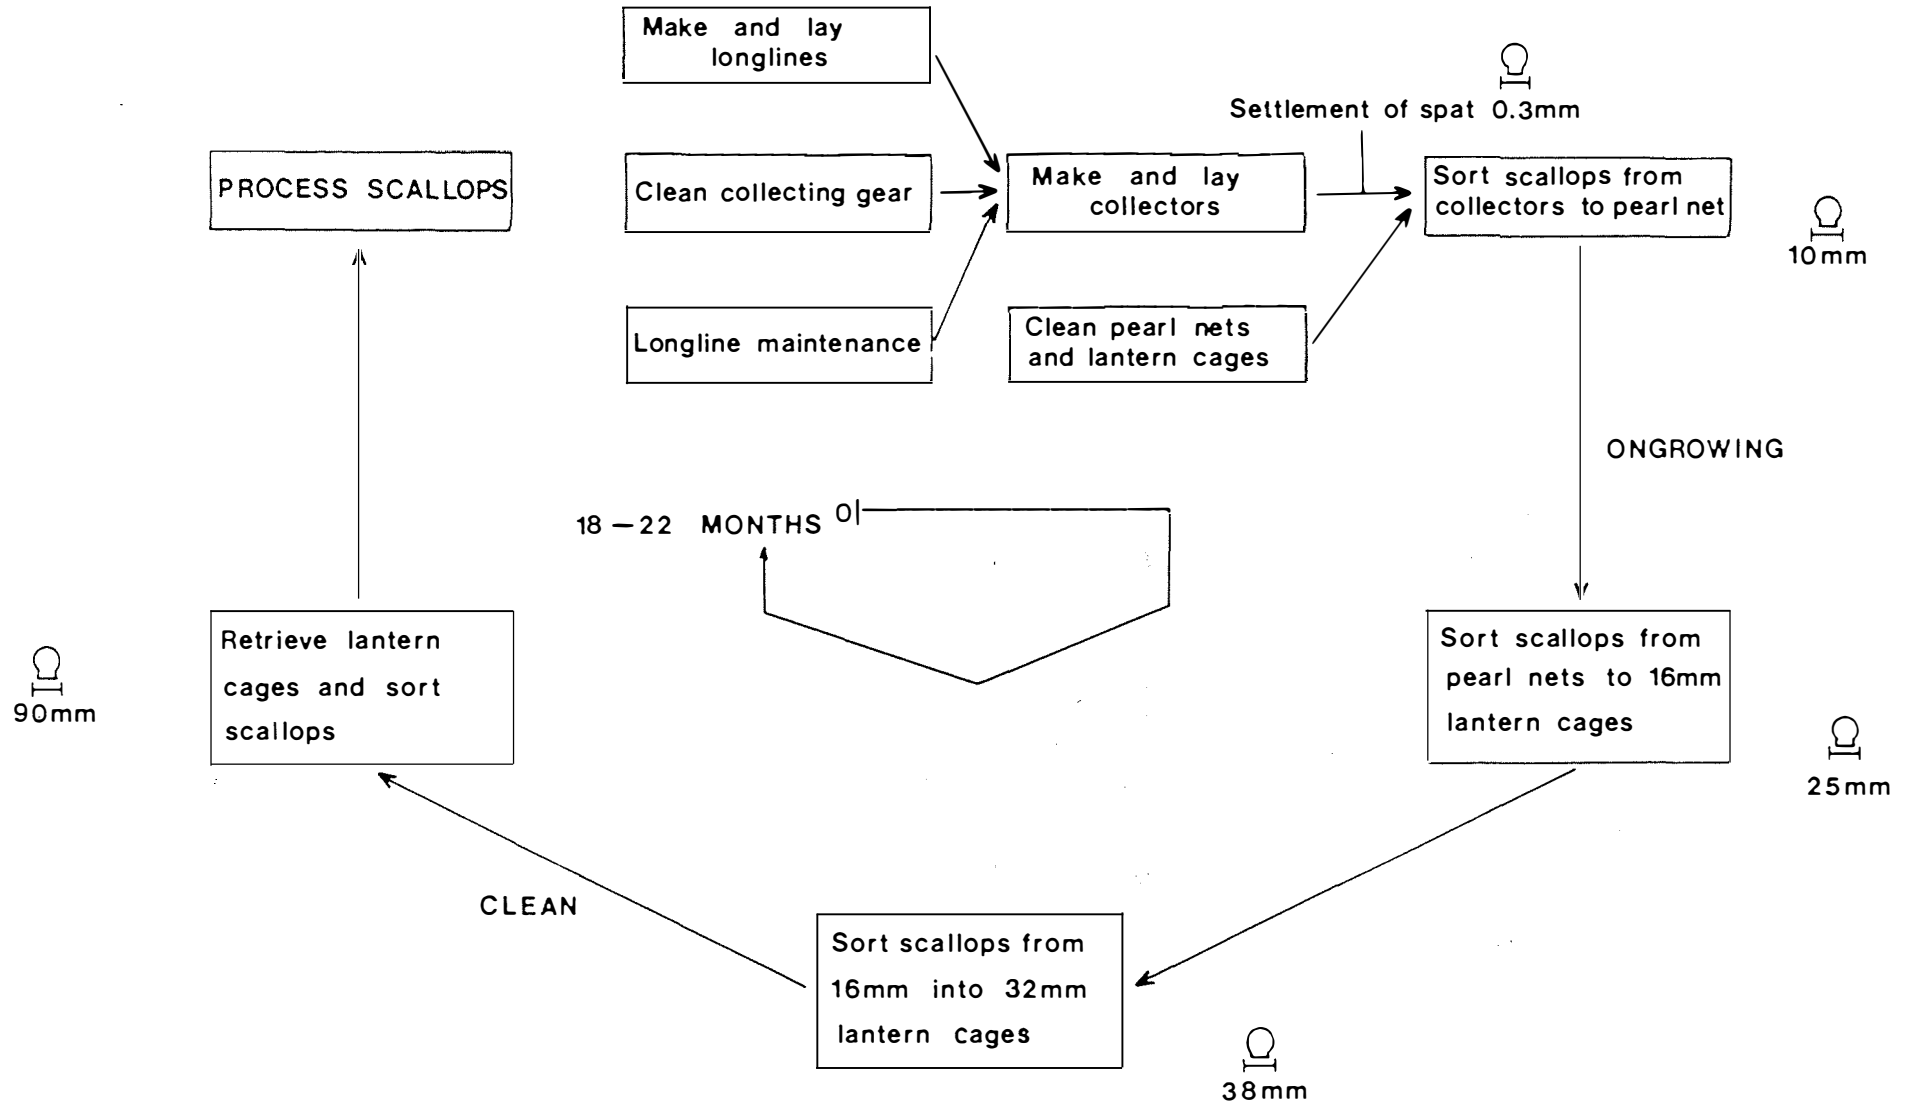 Make and lay
longlines
Settlement of spat 0.3mm
PROCESS SCALLOPS
Clean collecting gear
Make and lay
collectors
Sort scallops from
collectors to pearl net
10mm
Longline maintenance
Clean pearl nets
and lantern cages
ONGROWING
18-22 MONTHS 0
Retrieve lantern
cages and sort
scallops
90mm
Sort scallops from
pearl nets to 16mm
lantern cages
25mm
CLEAN
Sort scallops from
16mm into 32mm
lantern cages
38mm